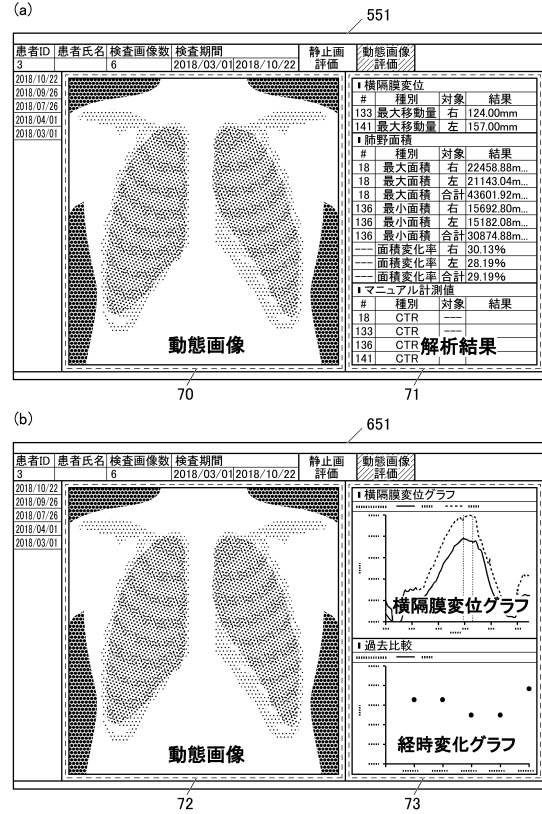 (a)
551
患者ID 患者氏名 検査画像数 検査期間 静止画評価 動態画像評価
3 6 2018/03/01 2018/10/22
2018/10/22
2018/09/26
2018/07/26
2018/04/01
2018/03/01
動態画像
横隔膜変位
# 種別 対象 結果
133 最大移動量 右 124.00mm
141 最大移動量 左 157.00mm
肺野面積
# 種別 対象 結果
18 最大面積 右 22458.88m...
18 最大面積 左 21143.04m...
18 最大面積 合計 43601.92m...
136 最小面積 右 15692.80m...
136 最小面積 左 15182.08m...
136 最小面積 合計 30874.88m...
--- 面積変化率 右 30.13%
--- 面積変化率 左 28.19%
--- 面積変化率 合計 29.19%
マニュアル計測値
# 種別 対象 結果
18 CTR ---
133 CTR ---
136 CTR
141 CTR
解析結果
70 71
(b)
651
患者ID 患者氏名 検査画像数 検査期間 静止画評価 動態画像評価
3 6 2018/03/01 2018/10/22
2018/10/22
2018/09/26
2018/07/26
2018/04/01
2018/03/01
動態画像
横隔膜変位グラフ
横隔膜変位グラフ
過去比較
経時変化グラフ
72 73